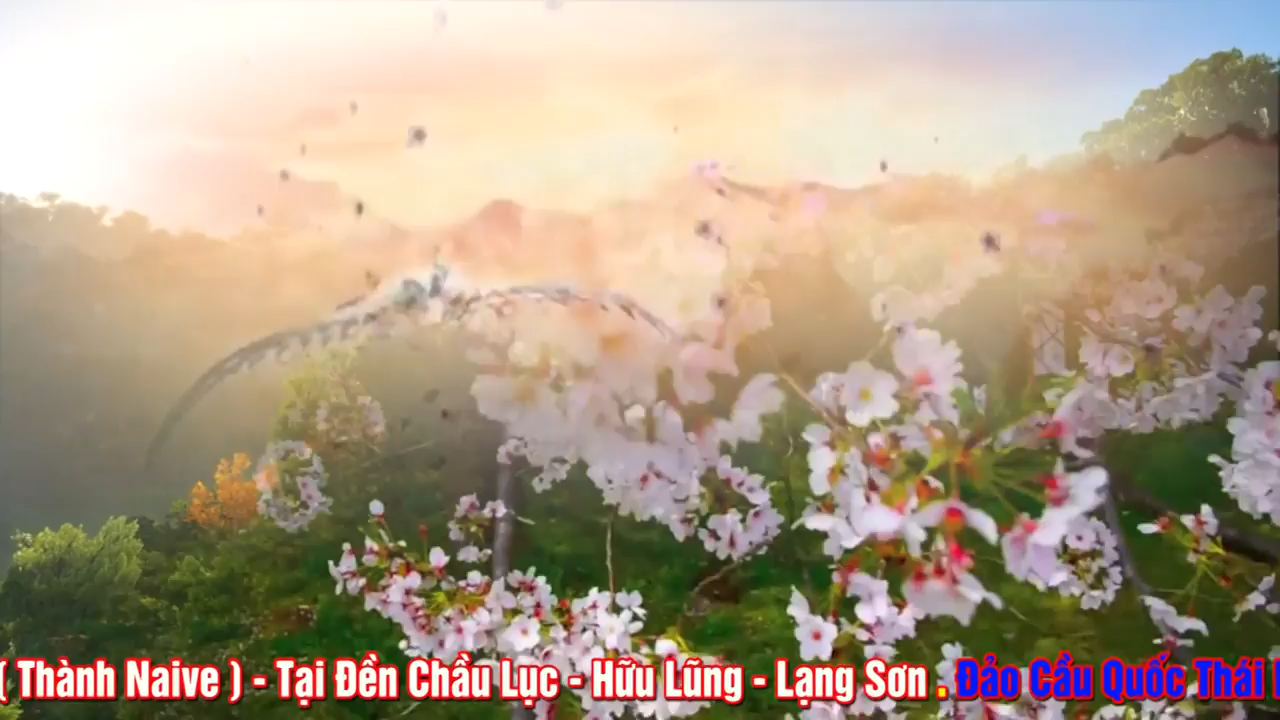 ( Thành Naive ) - Tại Đền Chầu Lục - Hữu Lũng - Lạng Sơn . Đảo Cầu Quốc Thái